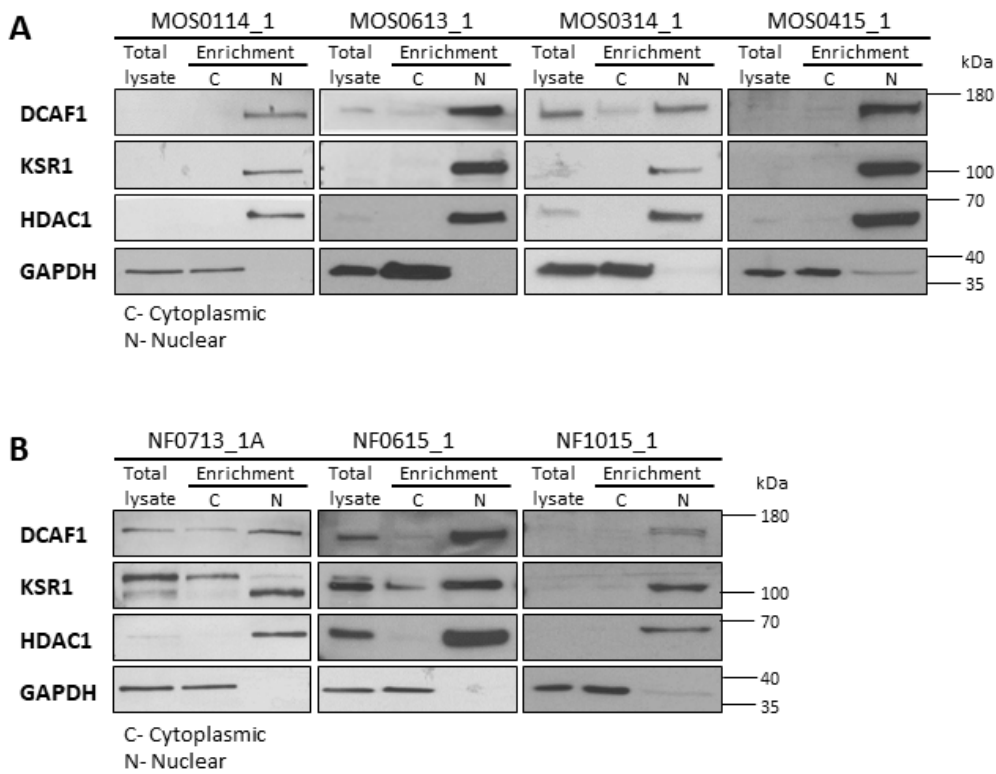 A
MOS0114_1 MOS0613_1 MOS0314_1 MOS0415_1
Total Enrichment Total Enrichment Total Enrichment Total Enrichment
lysate C N lysate C N lysate C N lysate C N kDa
DCAF1 180
KSR1 100
HDAC1 70
GAPDH 40
35
C- Cytoplasmic
N- Nuclear
B
NF0713_1A NF0615_1 NF1015_1
Total Enrichment Total Enrichment Total Enrichment
lysate C N lysate C N lysate C N kDa
DCAF1 180
KSR1 100
HDAC1 70
GAPDH 40
35
C- Cytoplasmic
N- Nuclear